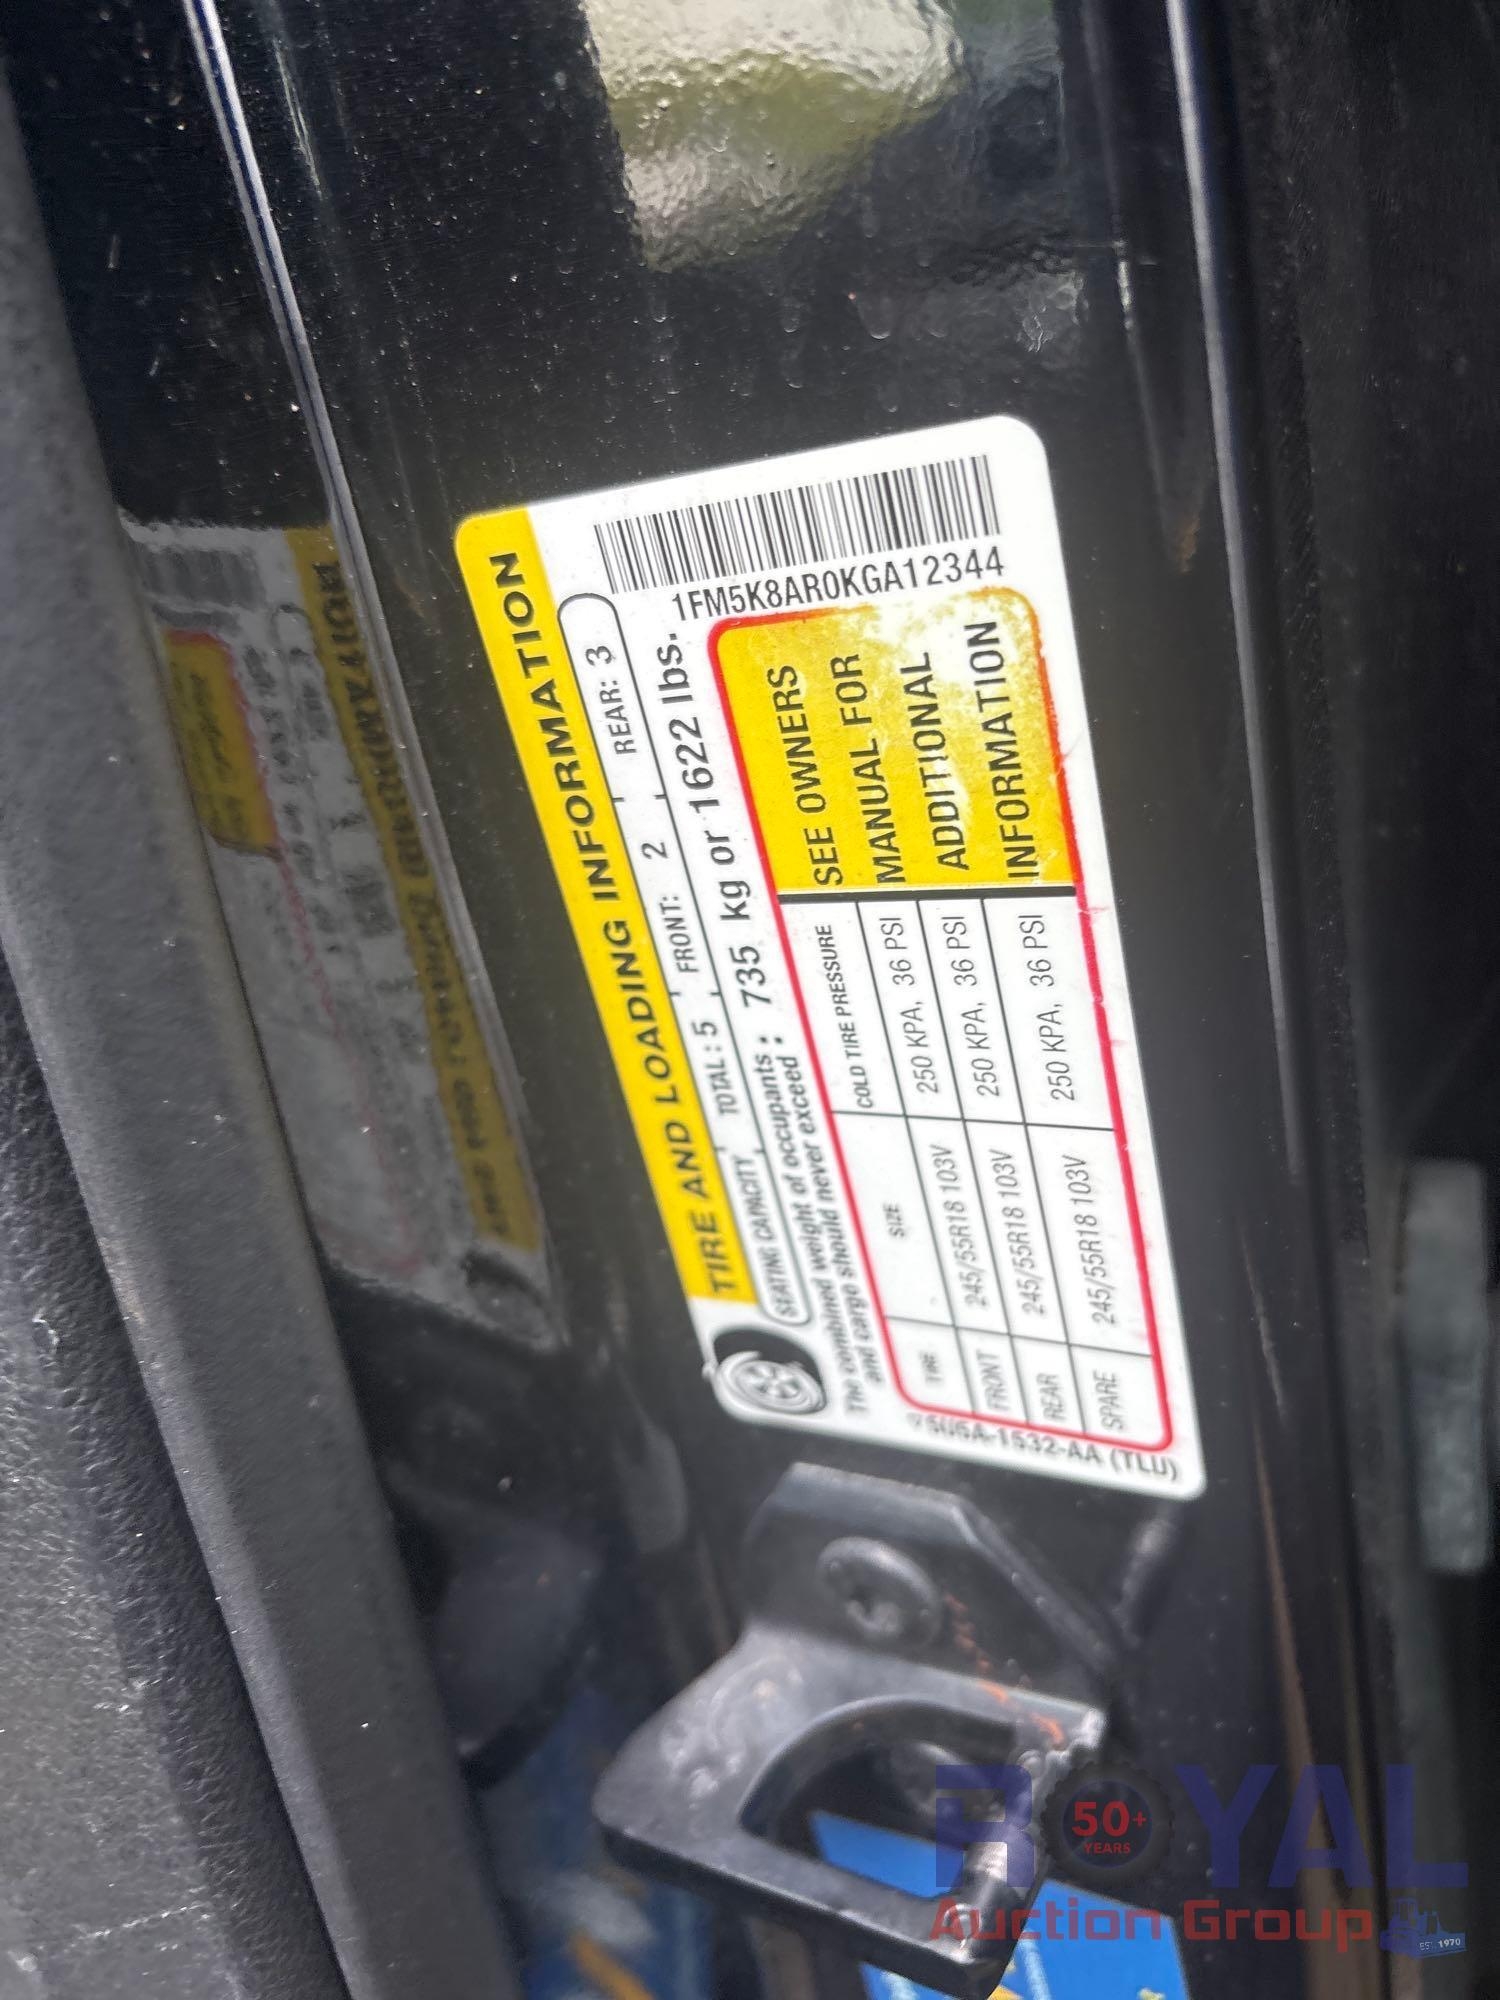 TIRE AND LOADING INFORMATION
SEATING CAPACITY TOTAL: 5 FRONT: 2 REAR: 3
The combined weight of occupants and cargo should never exceed : 735 kg or 1622 lbs.
1FM5K8AR0KGA12344
TIRE SIZE COLD TIRE PRESSURE
FRONT 245/55R18 103V 250 KPA, 36 PSI
REAR 245/55R18 103V 250 KPA, 36 PSI
SPARE 245/55R18 103V 250 KPA, 36 PSI
SEE OWNERS
MANUAL FOR
ADDITIONAL
INFORMATION
ROYAL
50+
YEARS
Auction Group
EST. 1970